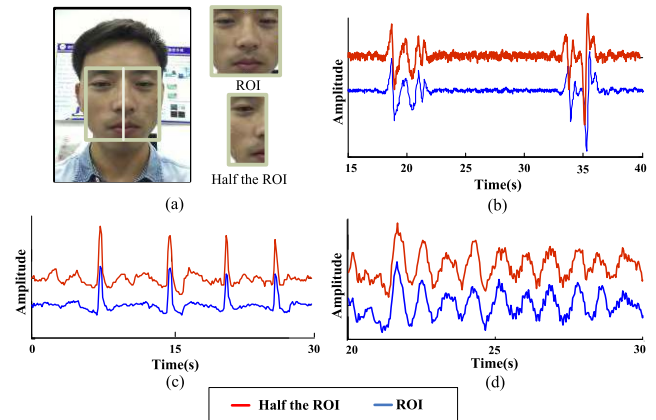 ROI
Half the ROI
(a)
Amplitude
15 20 25 30 35 40
Time(s)
(b)
Amplitude
0 15 30
Time(s)
(c)
Amplitude
20 25 30
Time(s)
(d)
Half the ROI ROI